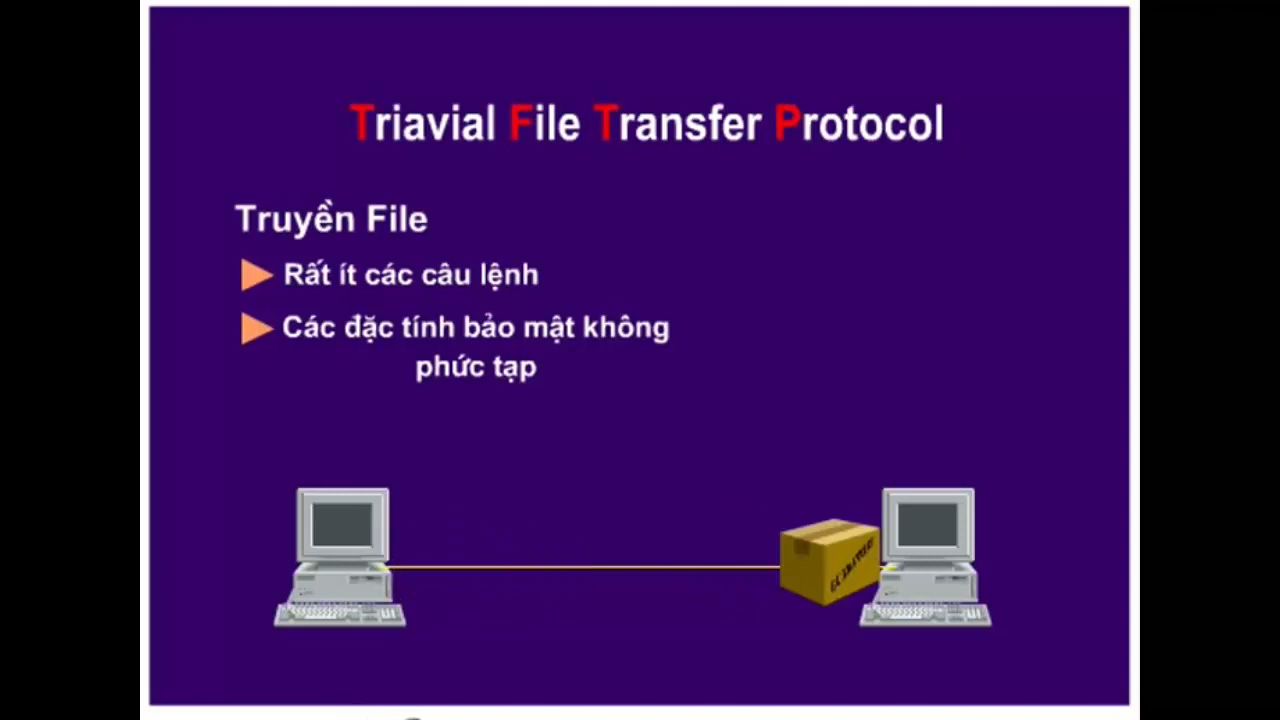 Triavial File Transfer Protocol
Truyền File
Rất ít các câu lệnh
Các đặc tính bảo mật không
phức tạp